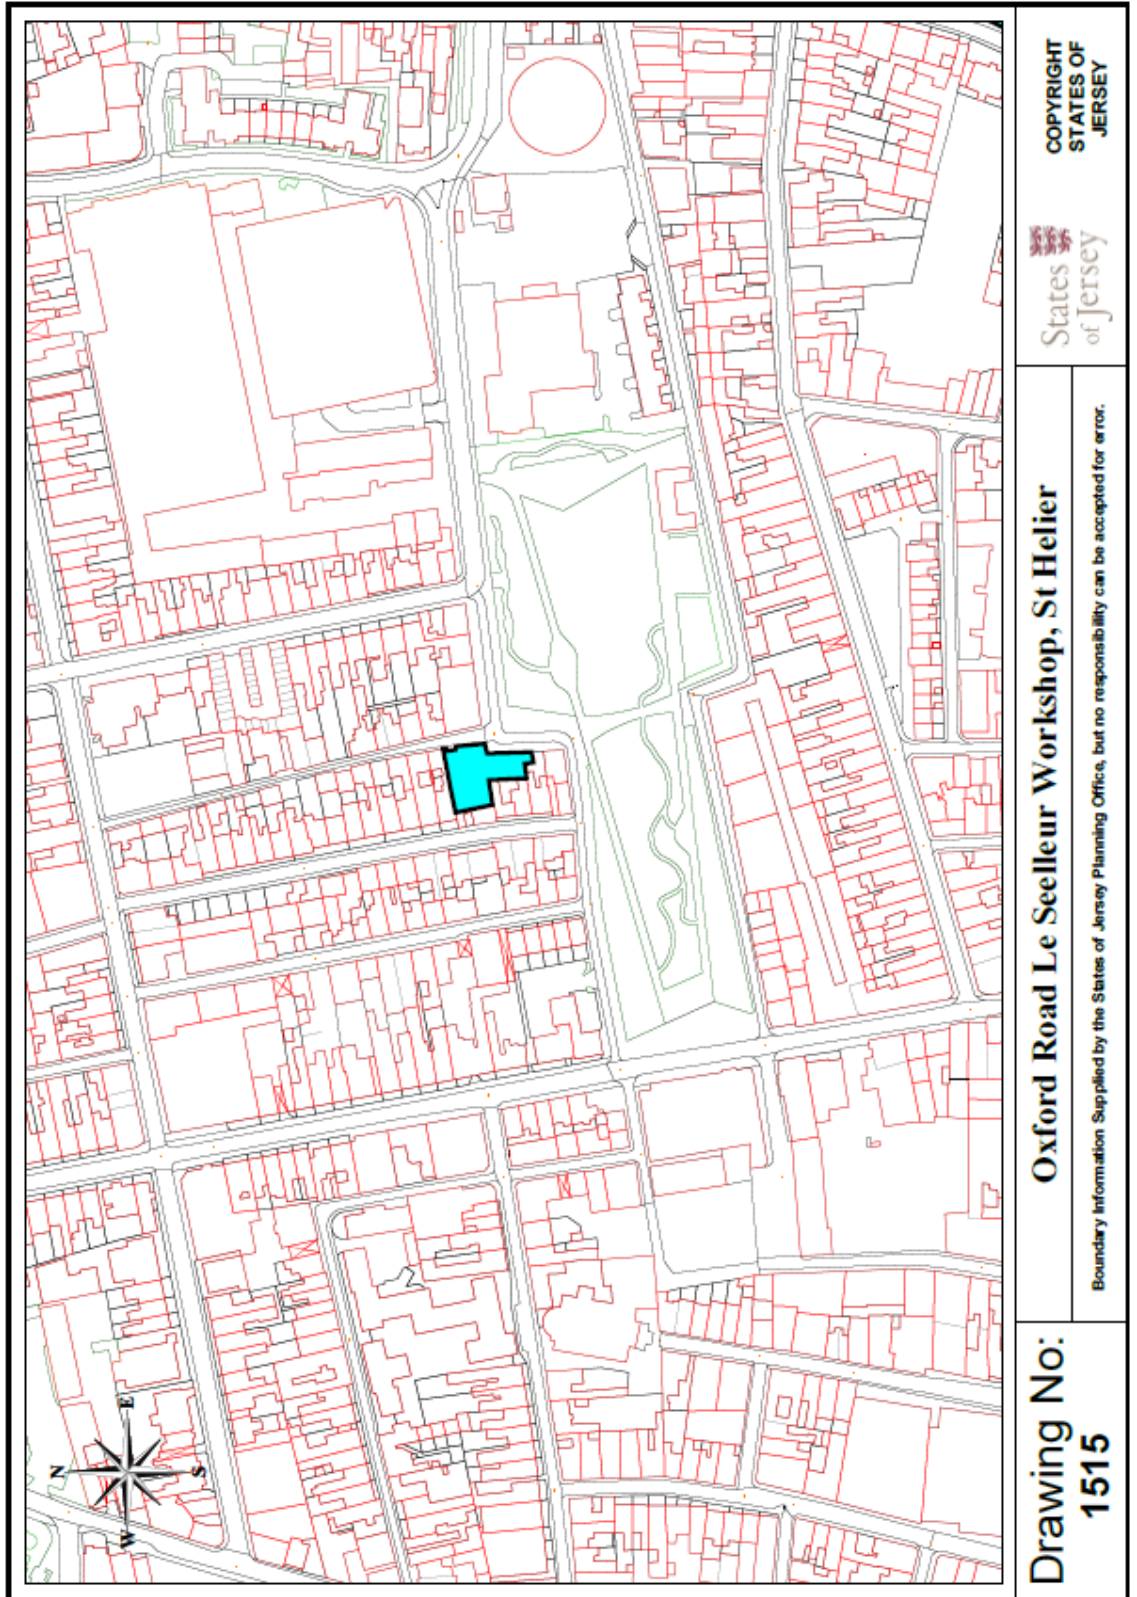 N
E
S
W
Drawing No:
1515
Oxford Road Le Seelleur Workshop, St Helier
Boundary Information Supplied by the States of Jersey Planning Office, but no responsibility can be accepted for error.
States
of Jersey
COPYRIGHT
STATES OF
JERSEY